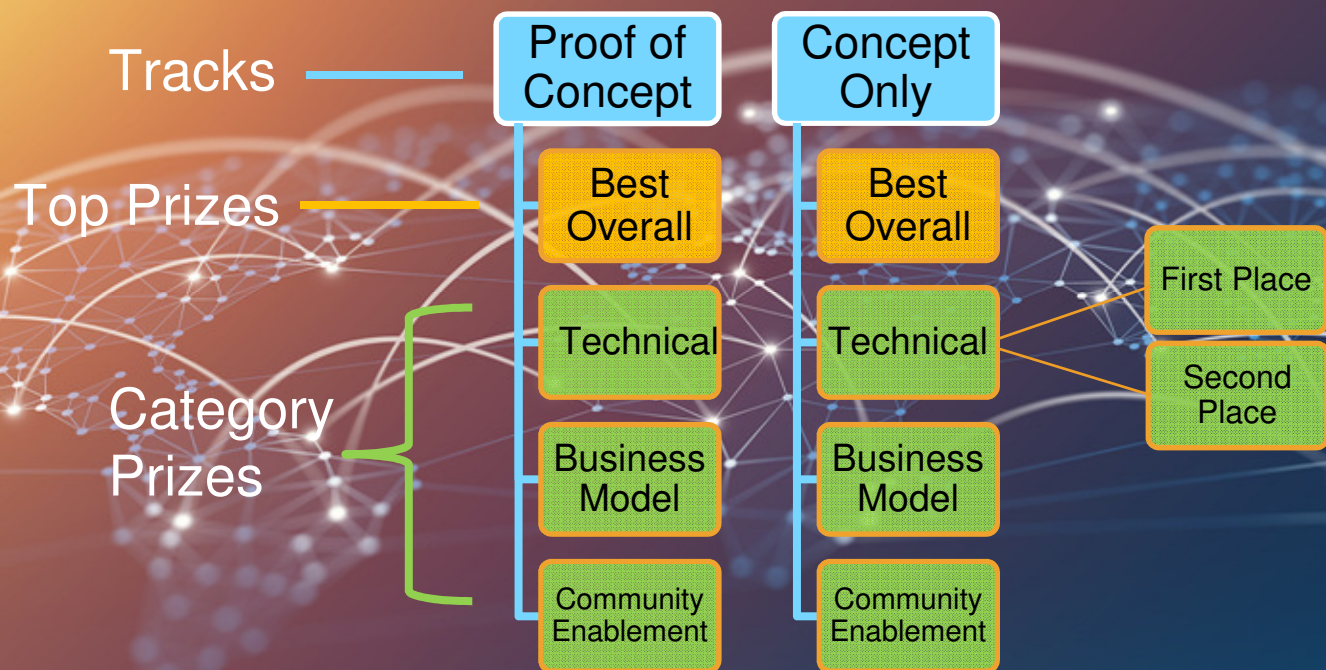 Tracks
Proof of
Concept
Concept
Only
Top Prizes
Best
Overall
Best
Overall
First Place
Technical
Technical
Second
Place
Category
Prizes
Business
Model
Business
Model
Community
Enablement
Community
Enablement